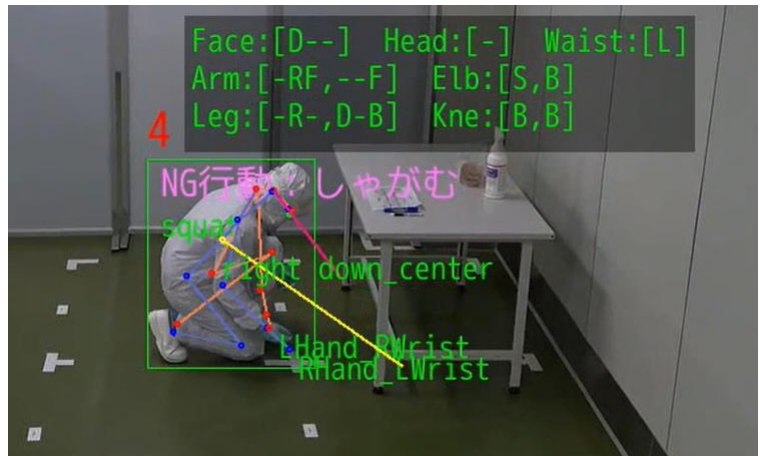 Face:[D--] Head:[-] Waist:[L]
Arm:[-RF,--F] Elb:[S,B]
Leg:[-R-,D-B] Kne:[B,B]
4
NG行動：しゃがむ
squat
right down_center
LHand_RWrist
RHand_LWrist